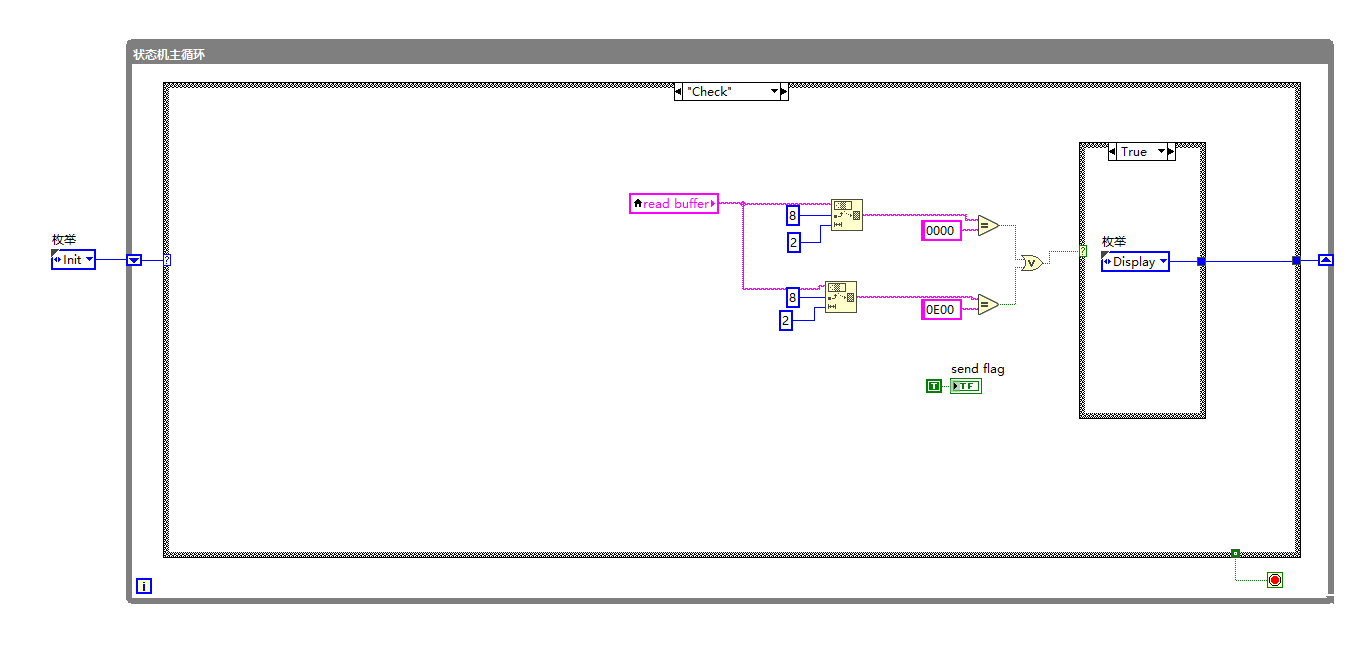 状态机主循环
"Check"
True
read buffer
8
0000
2
枚举
Init
?
?
枚举
Display
8
0E00
2
send flag
T
TF
i